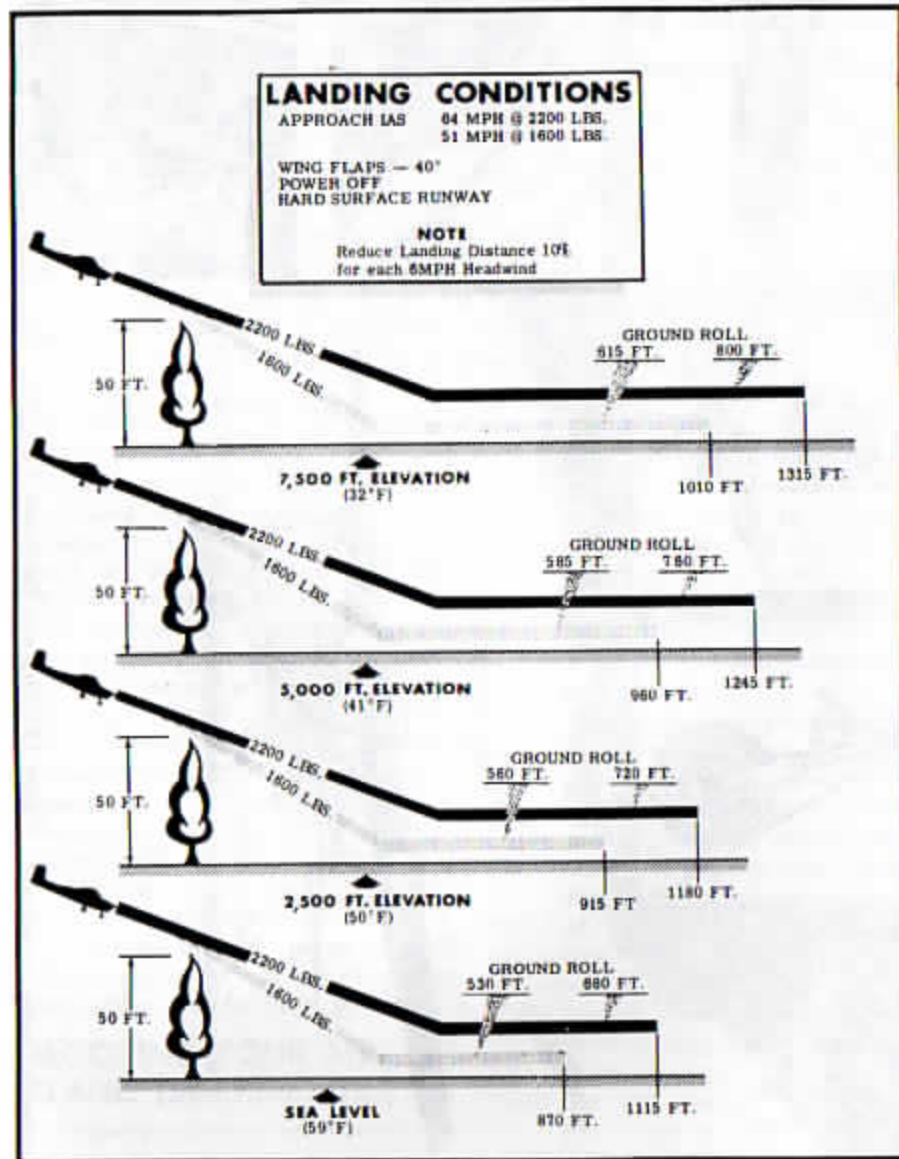 LANDING CONDITIONS
APPROACH IAS 64 MPH @ 2200 LBS.
51 MPH @ 1600 LBS.
WING FLAPS — 40°
POWER OFF
HARD SURFACE RUNWAY
NOTE
Reduce Landing Distance 10%
for each 6MPH Headwind
50 FT.
2200 LBS.
1600 LBS.
GROUND ROLL
615 FT.
800 FT.
7,500 FT. ELEVATION
(32°F)
1010 FT.
1315 FT.
50 FT.
2200 LBS.
1600 LBS.
GROUND ROLL
585 FT.
760 FT.
5,000 FT. ELEVATION
(41°F)
960 FT.
1245 FT.
50 FT.
2200 LBS.
1600 LBS.
GROUND ROLL
560 FT.
720 FT.
2,500 FT. ELEVATION
(50°F)
915 FT
1180 FT.
50 FT.
2200 LBS.
1600 LBS.
GROUND ROLL
530 FT.
680 FT.
SEA LEVEL
(59°F)
870 FT.
1115 FT.